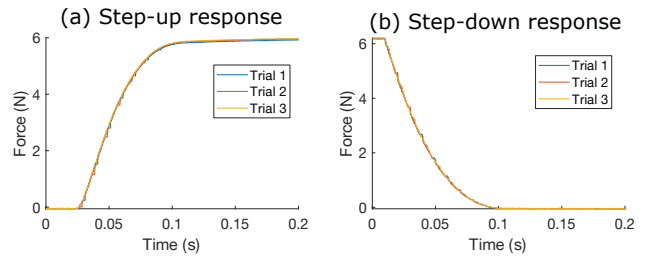 (a) Step-up response
6
4
2
0
Force (N)
Trial 1
Trial 2
Trial 3
0 0.05 0.1 0.15 0.2
Time (s)
(b) Step-down response
6
4
2
0
Force (N)
Trial 1
Trial 2
Trial 3
0 0.05 0.1 0.15 0.2
Time (s)